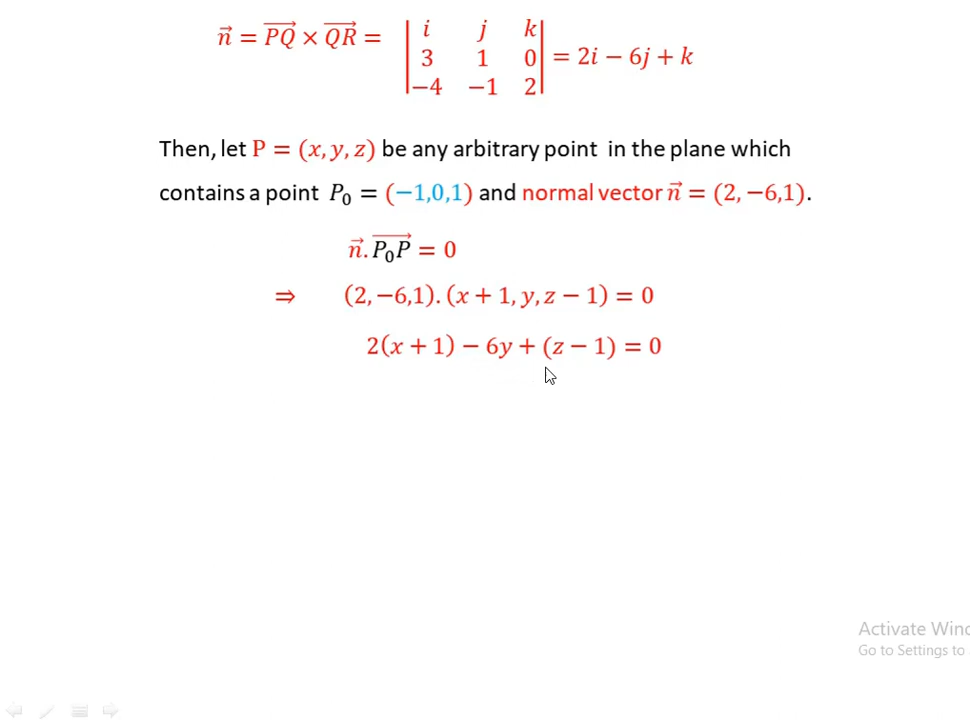 n⃗ = PQ⃗ × QR⃗ = | i j k | = 2i − 6j + k
| 3 1 0 |
| −4 −1 2 |
Then, let P = (x, y, z) be any arbitrary point in the plane which
contains a point P₀ = (−1,0,1) and normal vector n⃗ = (2, −6,1).
n⃗. P₀P⃗ = 0
⇒ (2, −6,1). (x + 1, y, z − 1) = 0
2(x + 1) − 6y + (z − 1) = 0
Activate Wind
Go to Settings to